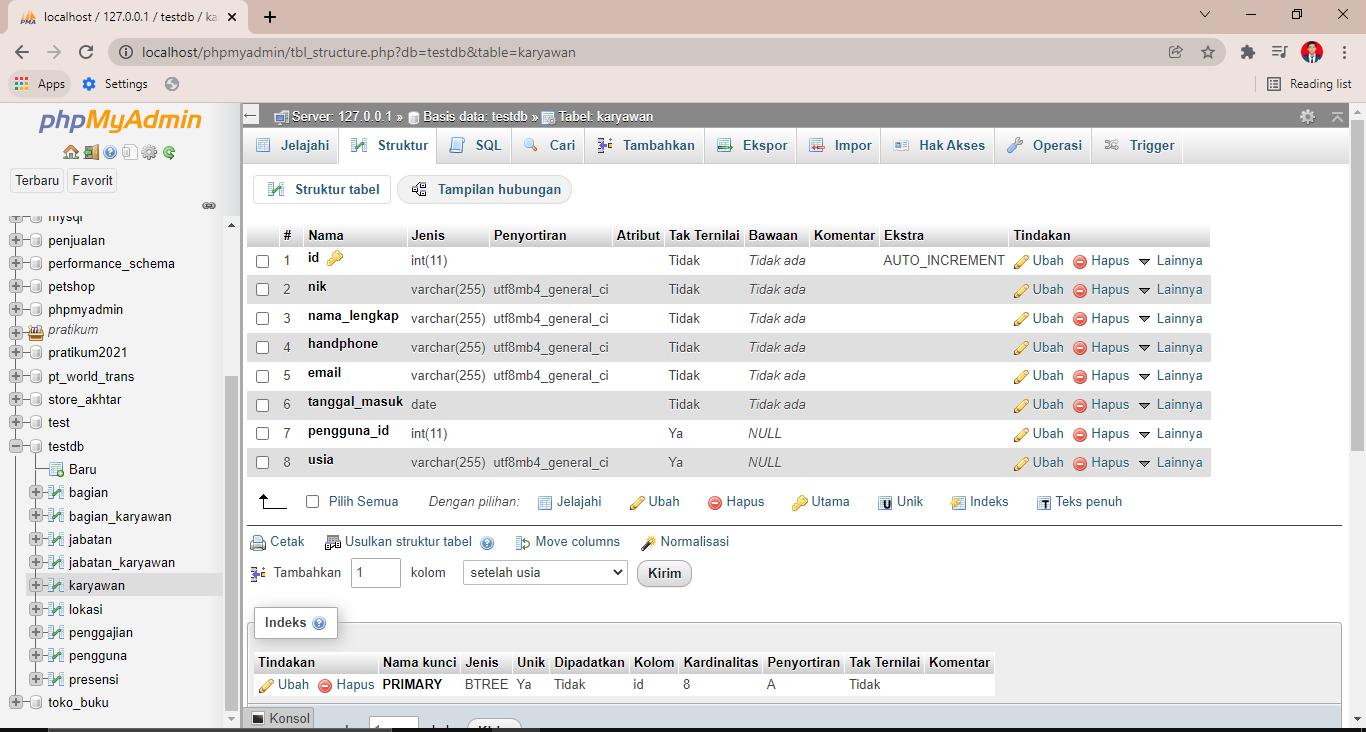 localhost / 127.0.0.1 / testdb / ka
localhost/phpmyadmin/tbl_structure.php?db=testdb&table=karyawan
Apps Settings Reading list
phpMyAdmin
Terbaru Favorit
mysql
penjualan
performance_schema
petshop
phpmyadmin
pratikum
pratikum2021
pt_world_trans
store_akhtar
test
testdb
Baru
bagian
bagian_karyawan
jabatan
jabatan_karyawan
karyawan
lokasi
penggajian
pengguna
presensi
toko_buku
Server: 127.0.0.1 » Basis data: testdb » Tabel: karyawan
Jelajahi Struktur SQL Cari Tambahkan Ekspor Impor Hak Akses Operasi Trigger
Struktur tabel Tampilan hubungan
# Nama Jenis Penyortiran Atribut Tak Ternilai Bawaan Komentar Ekstra Tindakan
1 id int(11) Tidak Tidak ada AUTO_INCREMENT Ubah Hapus Lainnya
2 nik varchar(255) utf8mb4_general_ci Tidak Tidak ada Ubah Hapus Lainnya
3 nama_lengkap varchar(255) utf8mb4_general_ci Tidak Tidak ada Ubah Hapus Lainnya
4 handphone varchar(255) utf8mb4_general_ci Tidak Tidak ada Ubah Hapus Lainnya
5 email varchar(255) utf8mb4_general_ci Tidak Tidak ada Ubah Hapus Lainnya
6 tanggal_masuk date Tidak Tidak ada Ubah Hapus Lainnya
7 pengguna_id int(11) Ya NULL Ubah Hapus Lainnya
8 usia varchar(255) utf8mb4_general_ci Ya NULL Ubah Hapus Lainnya
Pilih Semua Dengan pilihan: Jelajahi Ubah Hapus Utama Unik Indeks Teks penuh
Cetak Usulkan struktur tabel Move columns Normalisasi
Tambahkan 1 kolom setelah usia Kirim
Indeks
Tindakan Nama kunci Jenis Unik Dipadatkan Kolom Kardinalitas Penyortiran Tak Ternilai Komentar
Ubah Hapus PRIMARY BTREE Ya Tidak id 8 A Tidak
Konsol